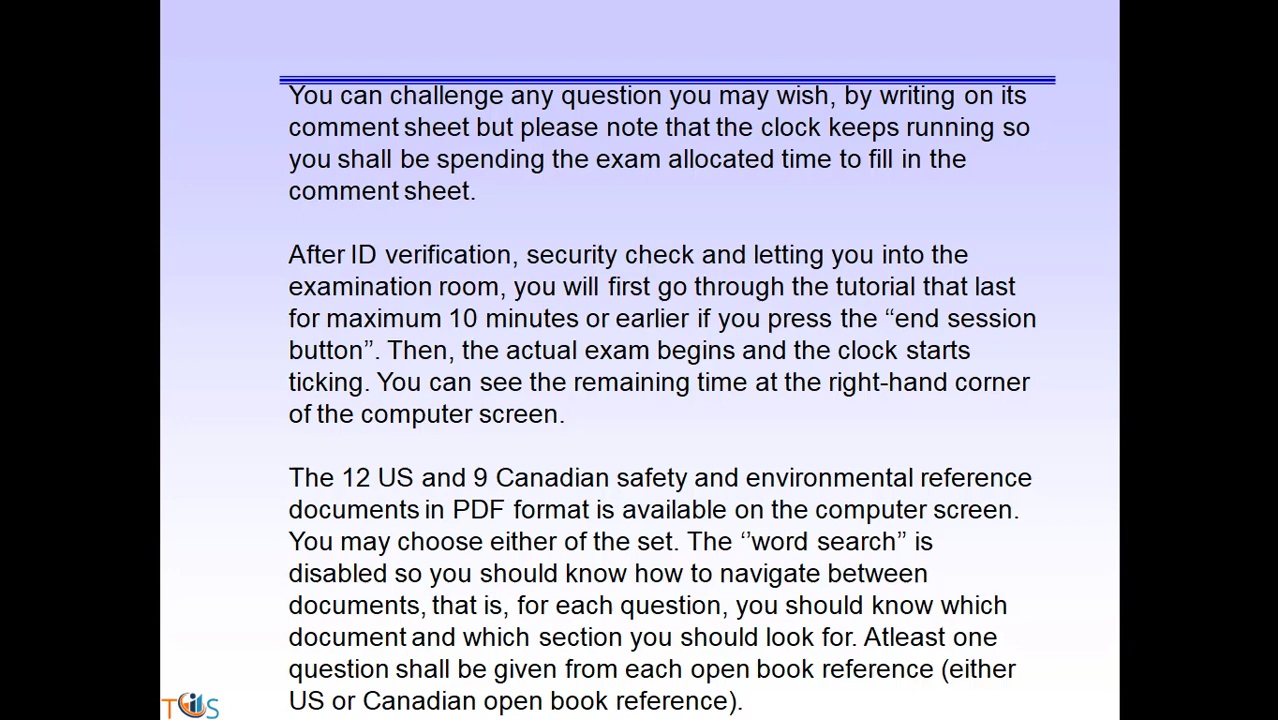 You can challenge any question you may wish, by writing on its
comment sheet but please note that the clock keeps running so
you shall be spending the exam allocated time to fill in the
comment sheet.
After ID verification, security check and letting you into the
examination room, you will first go through the tutorial that last
for maximum 10 minutes or earlier if you press the “end session
button”. Then, the actual exam begins and the clock starts
ticking. You can see the remaining time at the right-hand corner
of the computer screen.
The 12 US and 9 Canadian safety and environmental reference
documents in PDF format is available on the computer screen.
You may choose either of the set. The ‘’word search’’ is
disabled so you should know how to navigate between
documents, that is, for each question, you should know which
document and which section you should look for. Atleast one
question shall be given from each open book reference (either
US or Canadian open book reference).